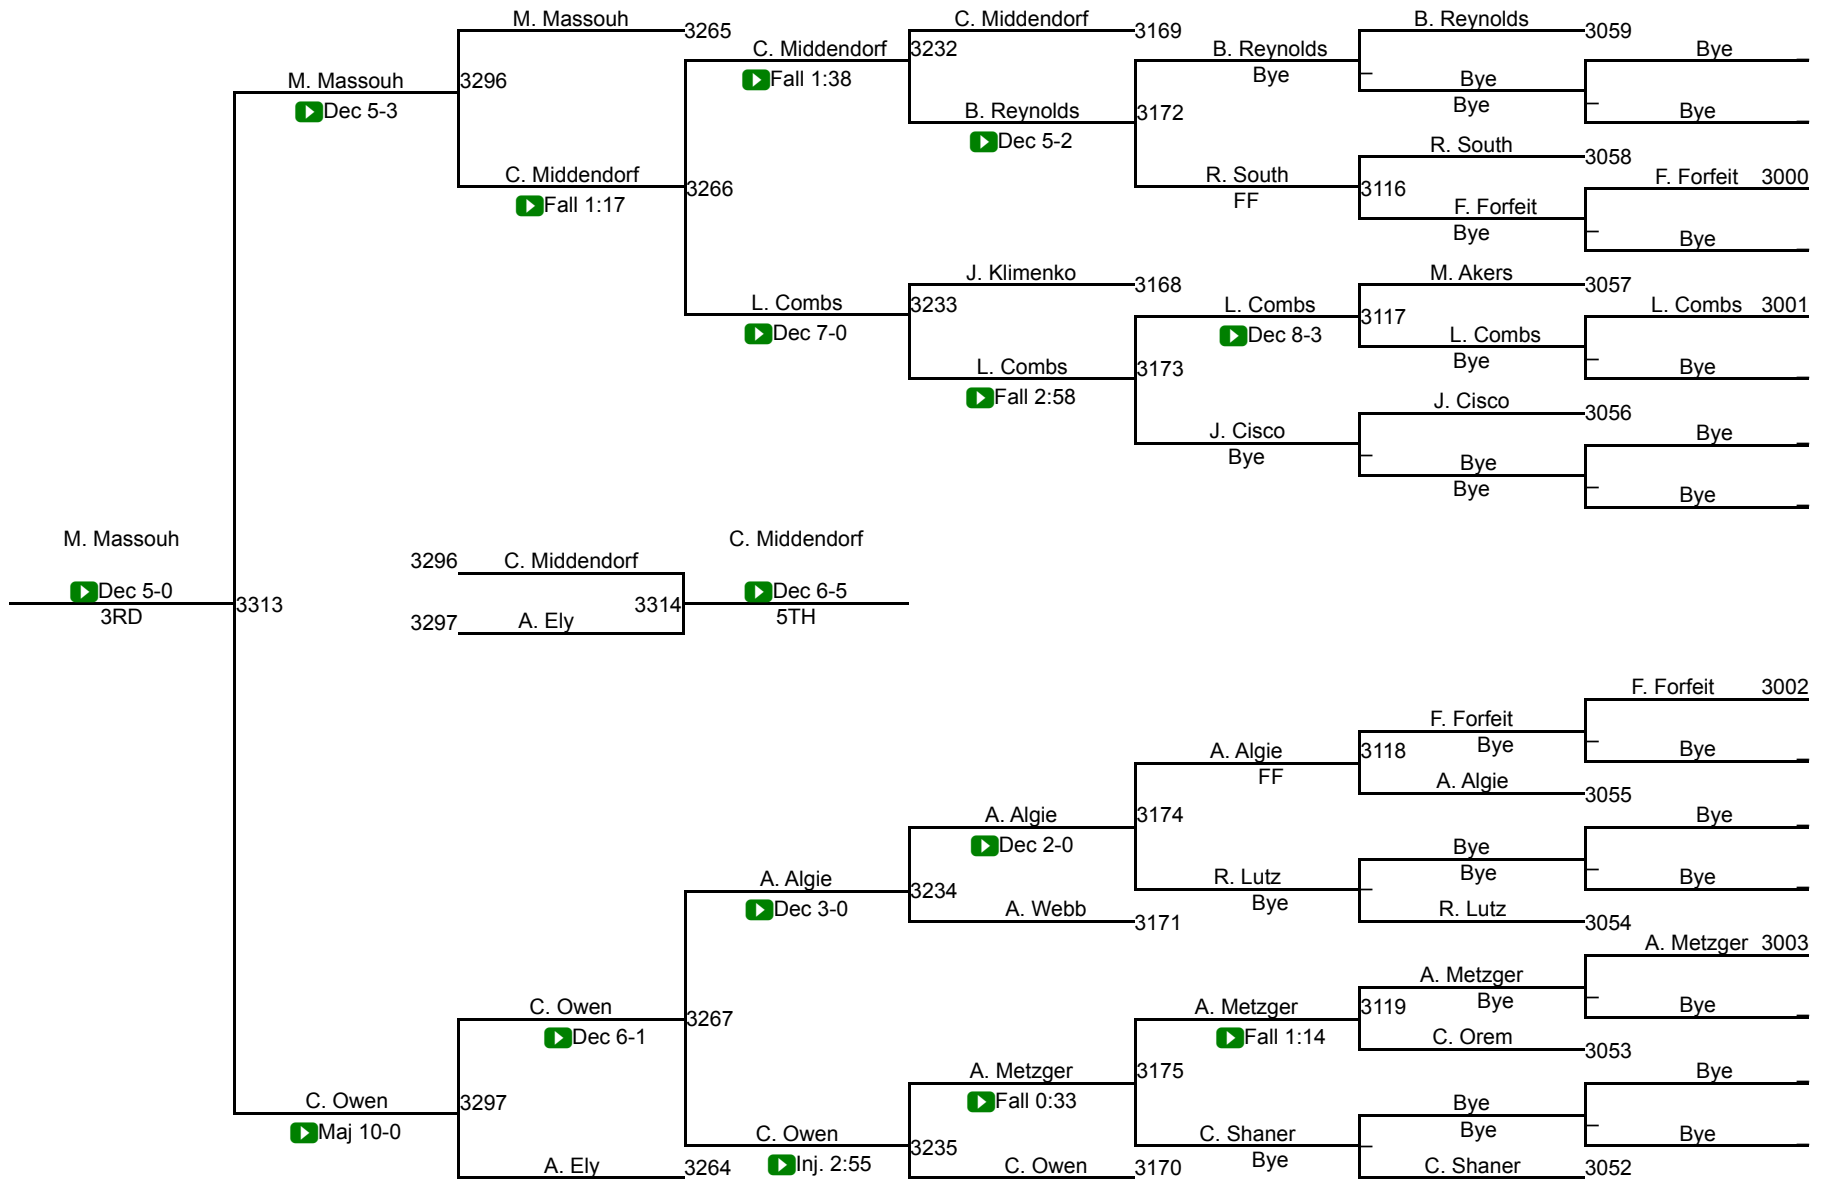 M. Massouh
3265
C. Middendorf
3169
B. Reynolds
3059
C. Middendorf
3232
B. Reynolds
Bye
Fall 1:38
Bye
Bye
M. Massouh
3296
Bye
Dec 5-3
B. Reynolds
3172
Bye
Dec 5-2
R. South
3058
C. Middendorf
3266
R. South
3116
F. Forfeit 3000
Fall 1:17
FF
F. Forfeit
Bye
Bye
J. Klimenko
3168
M. Akers
3057
L. Combs
3233
L. Combs
3117
L. Combs 3001
Dec 7-0
Dec 8-3
L. Combs
Bye
Bye
L. Combs
3173
Fall 2:58
J. Cisco
3056
J. Cisco
Bye
Bye
Bye
Bye
Bye
M. Massouh
C. Middendorf
3296
C. Middendorf
Dec 5-0
3313
3314
Dec 6-5
3RD
3297
A. Ely
5TH
F. Forfeit 3002
F. Forfeit
A. Algie
3118
Bye
Bye
FF
A. Algie
3055
A. Algie
3174
Bye
Dec 2-0
Bye
A. Algie
3234
R. Lutz
Bye
Bye
Dec 3-0
A. Webb
3171
Bye
R. Lutz
3054
A. Metzger 3003
A. Metzger
C. Owen
3267
A. Metzger
3119
Bye
Bye
Dec 6-1
Fall 1:14
C. Orem
3053
A. Metzger
3175
Bye
C. Owen
3297
Fall 0:33
Bye
Maj 10-0
C. Owen
3235
C. Shaner
Bye
Bye
A. Ely
3264
Inj. 2:55
C. Owen
3170
Bye
C. Shaner
3052